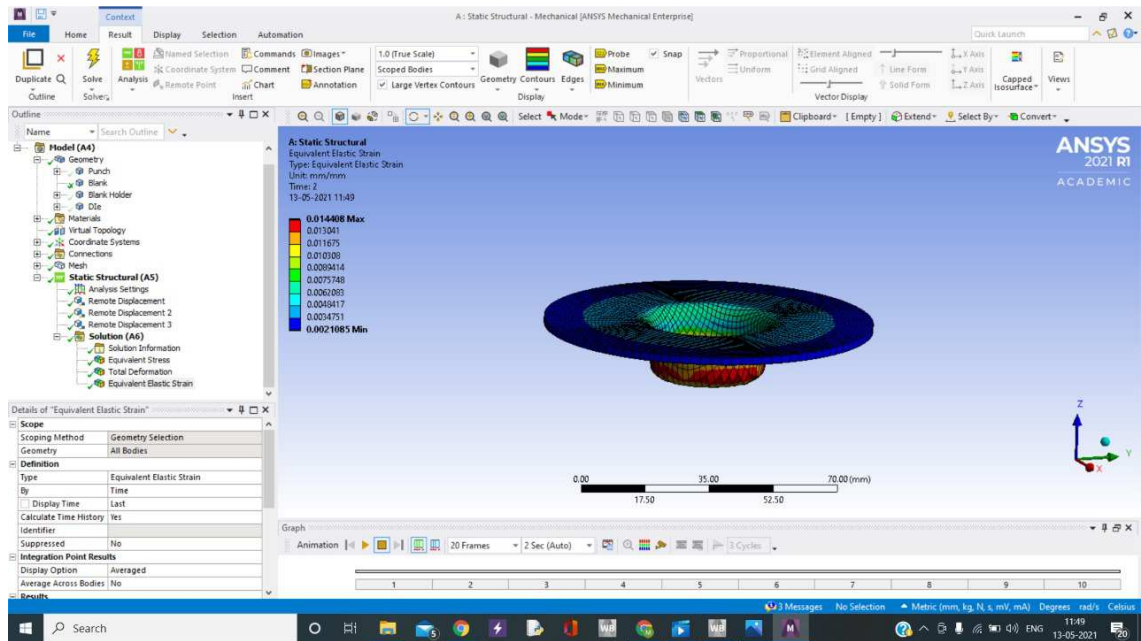 Context
A : Static Structural - Mechanical [ANSYS Mechanical Enterprise]
File Home Result Display Selection Automation
Quick Launch
Duplicate Q
Outline
Solve
Solver
Analysis
Named Selection
Coordinate System
Remote Point
Commands
Comment
Chart
Images
Section Plane
Annotation
Insert
1.0 (True Scale)
Scoped Bodies
Large Vertex Contours
Geometry Contours Edges
Display
Probe
Maximum
Minimum
Snap
Vectors
Proportional
Uniform
Element Aligned
Grid Aligned
Line Form
Solid Form
Vector Display
X Axis
Y Axis
Z Axis
Capped Isosurface
Views
Outline
Name Search Outline
Select Mode Clipboard [Empty] Extend Select By Convert
Model (A4)
Geometry
Punch
Blank
Blank Holder
DIe
Materials
Virtual Topology
Coordinate Systems
Connections
Mesh
Static Structural (A5)
Analysis Settings
Remote Displacement
Remote Displacement 2
Remote Displacement 3
Solution (A6)
Solution Information
Equivalent Stress
Total Deformation
Equivalent Elastic Strain
A: Static Structural
Equivalent Elastic Strain
Type: Equivalent Elastic Strain
Unit: mm/mm
Time: 2
13-05-2021 11:49
0.014408 Max
0.013041
0.011675
0.010308
0.0089414
0.0075748
0.0062083
0.0048417
0.0034751
0.0021085 Min
ANSYS
2021 R1
ACADEMIC
Z
Y
X
0.00 35.00 70.00 (mm)
17.50 52.50
Details of "Equivalent Elastic Strain"
Scope
Scoping Method Geometry Selection
Geometry All Bodies
Definition
Type Equivalent Elastic Strain
By Time
Display Time Last
Calculate Time History Yes
Identifier
Suppressed No
Integration Point Results
Display Option Averaged
Average Across Bodies No
Results
Graph
Animation 20 Frames 2 Sec (Auto) 3 Cycles
1 2 3 4 5 6 7 8 9 10
3 Messages No Selection Metric (mm, kg, N, s, mV, mA) Degrees rad/s Celsius
Search
WB
WB
M
ENG
11:49
13-05-2021
20